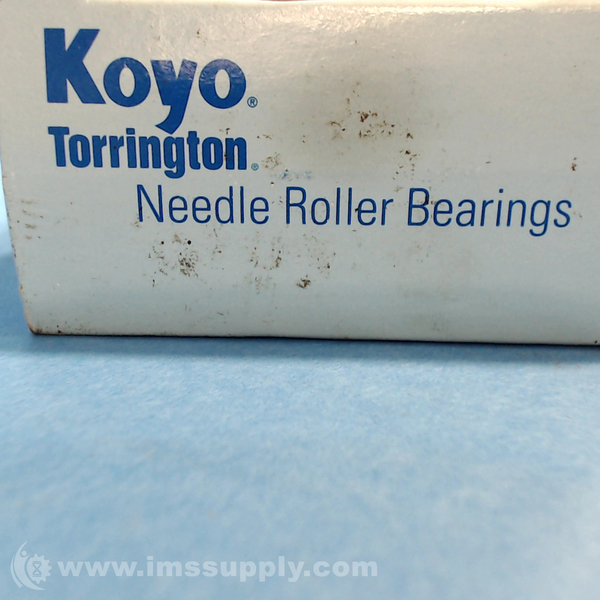 Koyo®
Torrington®
Needle Roller Bearings
www.imssupply.com